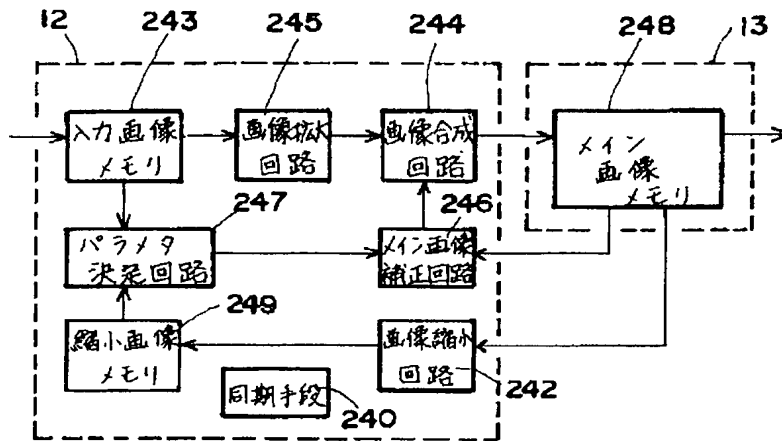 12
243
245
244
248
13
入力画像
メモリ
画像拡大
回路
画像合成
回路
メイン
画像
メモリ
247
246
パラメタ
決定回路
メイン画像
補正回路
249
縮小画像
メモリ
画像縮小
回路
同期手段
240
242